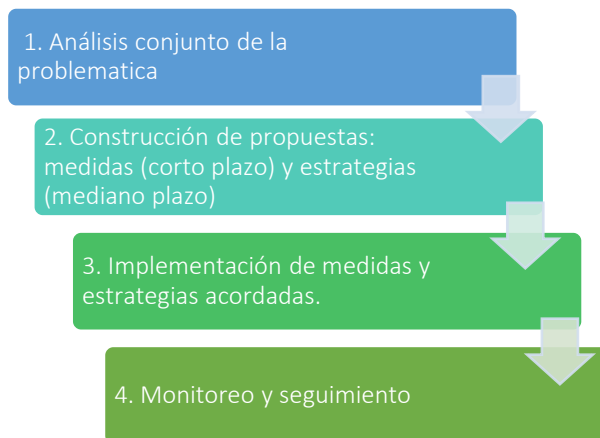 1. Análisis conjunto de la
problematica
2. Construcción de propuestas:
medidas (corto plazo) y estrategias
(mediano plazo)
3. Implementación de medidas y
estrategias acordadas.
4. Monitoreo y seguimiento